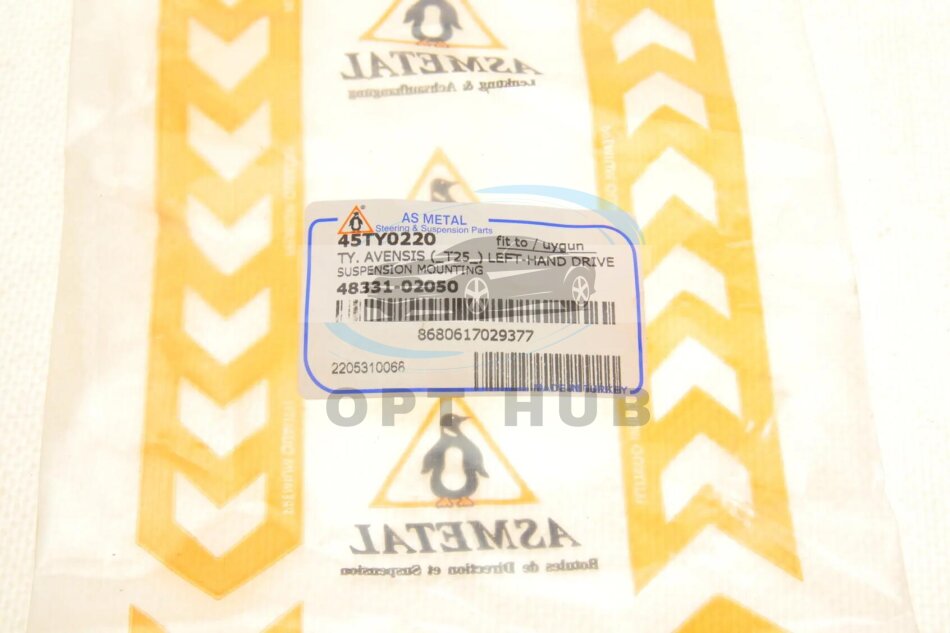 ASMETAL
Lenkung & Achsaufhängung
AS METAL
Steering & Suspension Parts
45TY0220 fit to / uygun
TY. AVENSIS (_T25_) LEFT-HAND DRIVE
SUSPENSION MOUNTING
48331-02050
8680617029377
2205310066
MADE IN TURKEY
OPT HUB
ASMETAL
Rotules de Direction et Suspension